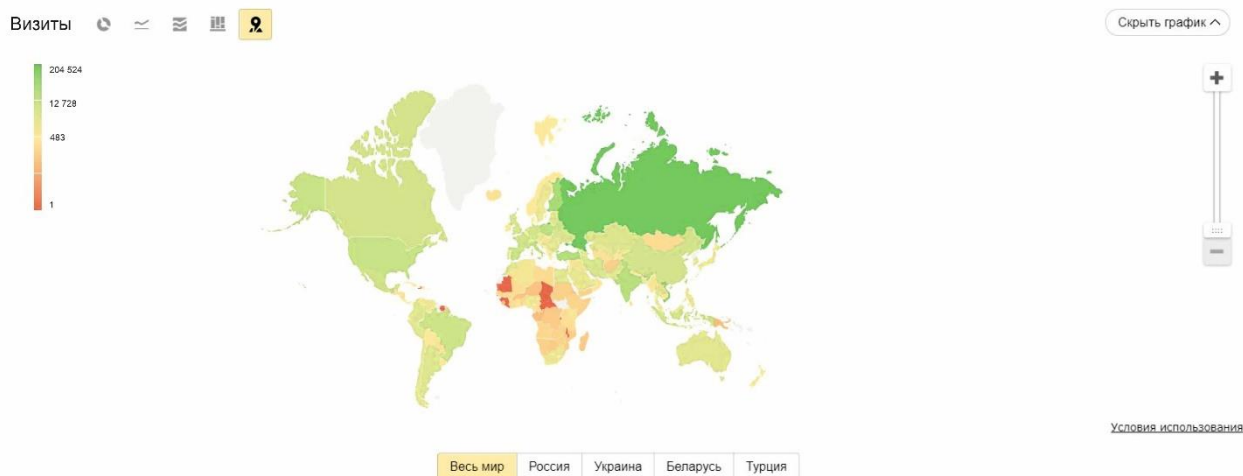 Визиты
Скрыть график
204 524
12 728
483
1
Условия использования
Весь мир Россия Украина Беларусь Турция